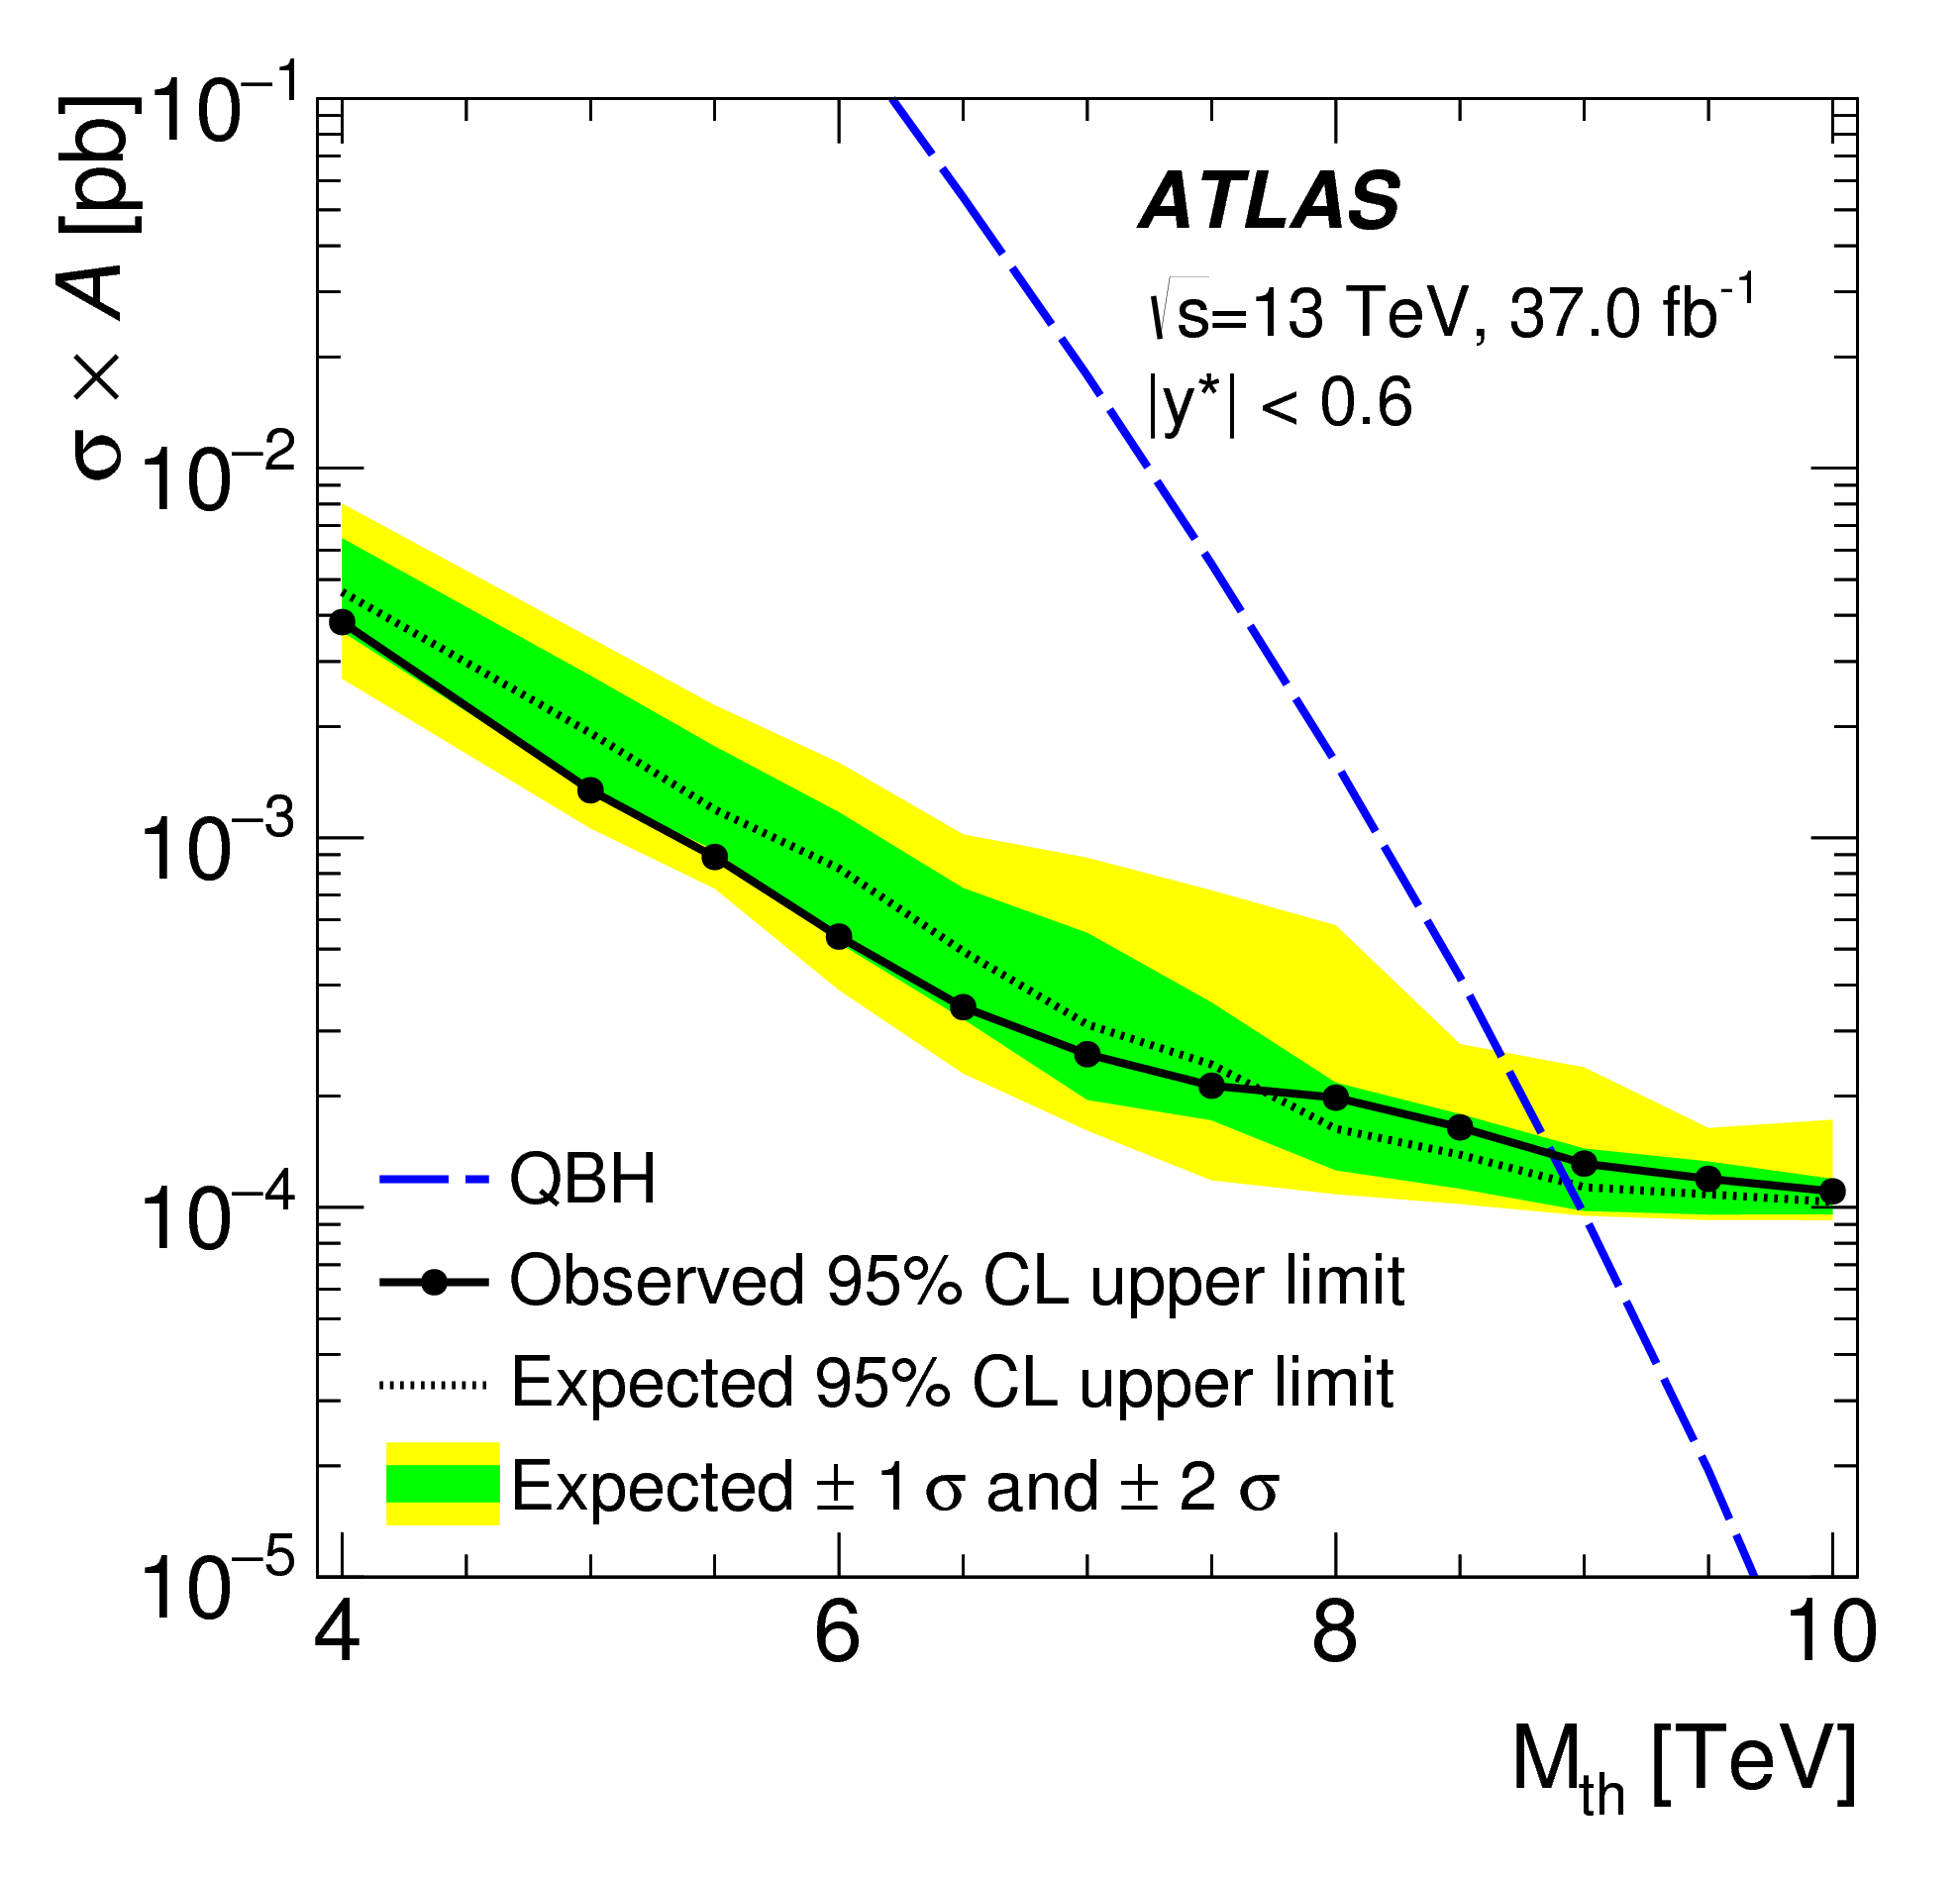 σ × A [pb]
10⁻¹
10⁻²
10⁻³
10⁻⁴
10⁻⁵
ATLAS
√s=13 TeV, 37.0 fb⁻¹
|y*| < 0.6
QBH
Observed 95% CL upper limit
Expected 95% CL upper limit
Expected ± 1 σ and ± 2 σ
4 6 8 10
M_th [TeV]